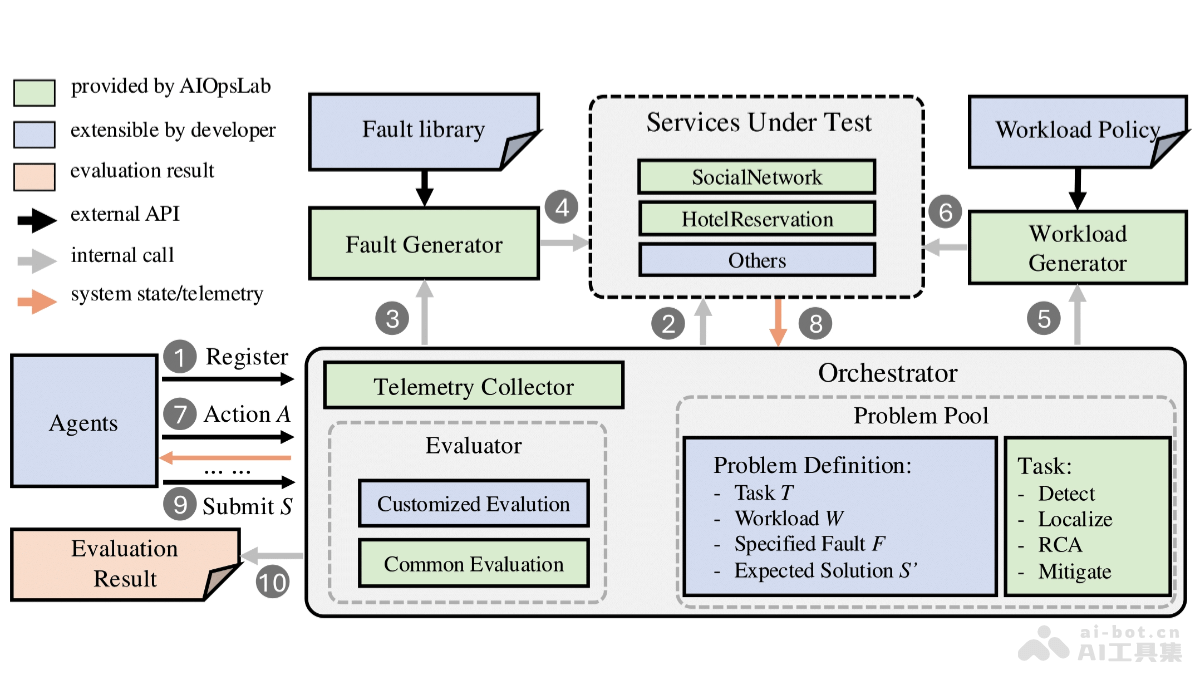 provided by AIOpsLab
extensible by developer
evaluation result
external API
internal call
system state/telemetry
Fault library
Fault Generator
4
Services Under Test
SocialNetwork
HotelReservation
Others
6
Workload Policy
Workload
Generator
3
2
8
5
Agents
1 Register
7 Action A
... ...
9 Submit S
Evaluation
Result
10
Orchestrator
Telemetry Collector
Evaluator
Customized Evalution
Common Evaluation
Problem Pool
Problem Definition:
- Task T
- Workload W
- Specified Fault F
- Expected Solution S’
Task:
- Detect
- Localize
- RCA
- Mitigate
ai-bot.cn
AI工具集